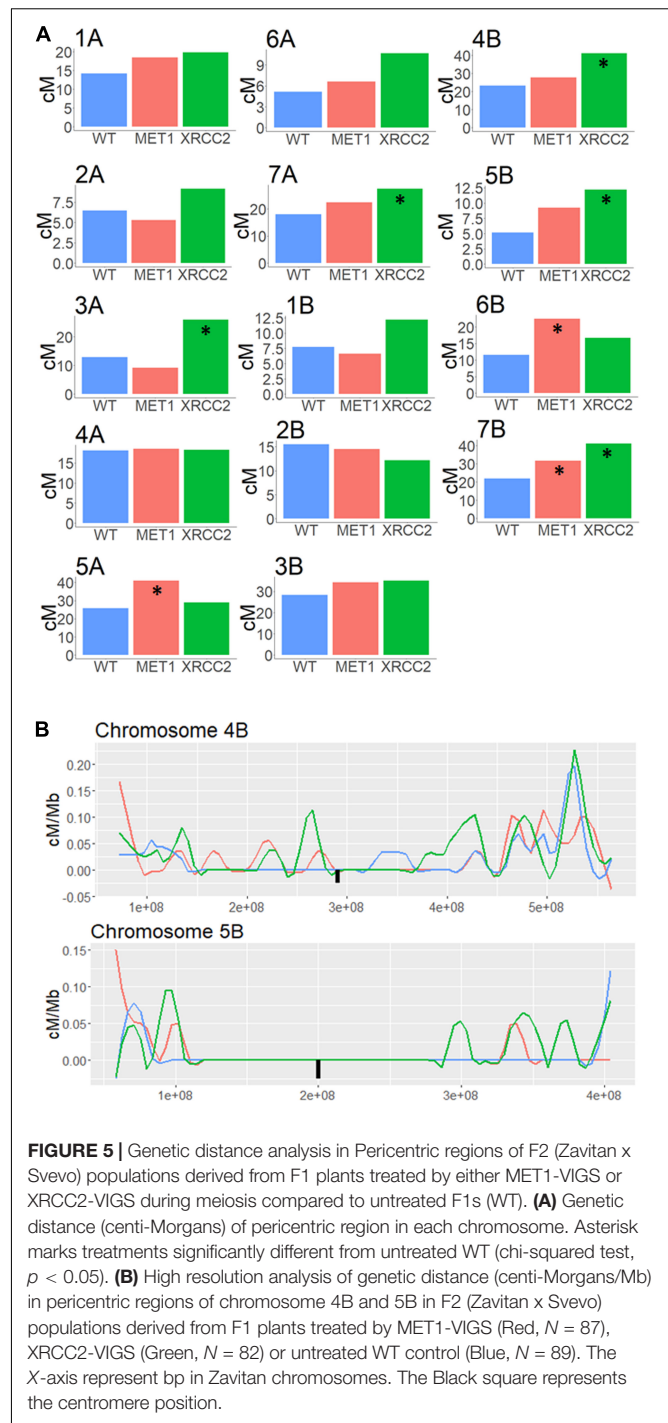 A
1A
cM
20
15
10
5
0
WT MET1 XRCC2
6A
cM
9
6
3
0
WT MET1 XRCC2
4B
cM
40
30
20
10
0
*
WT MET1 XRCC2
2A
cM
7.5
5.0
2.5
0.0
WT MET1 XRCC2
7A
cM
20
10
0
*
WT MET1 XRCC2
5B
cM
12.5
10.0
7.5
5.0
2.5
0.0
*
WT MET1 XRCC2
3A
cM
20
10
0
*
WT MET1 XRCC2
1B
cM
12.5
10.0
7.5
5.0
2.5
0.0
WT MET1 XRCC2
6B
cM
20
15
10
5
0
*
WT MET1 XRCC2
4A
cM
15
10
5
0
WT MET1 XRCC2
2B
cM
15
10
5
0
WT MET1 XRCC2
7B
cM
40
30
20
10
0
* *
WT MET1 XRCC2
5A
cM
40
30
20
10
0
*
WT MET1 XRCC2
3B
cM
30
20
10
0
WT MET1 XRCC2
B
Chromosome 4B
cM/Mb
0.20
0.15
0.10
0.05
0.00
-0.05
1e+08 2e+08 3e+08 4e+08 5e+08
Chromosome 5B
cM/Mb
0.15
0.10
0.05
0.00
1e+08 2e+08 3e+08 4e+08
FIGURE 5 | Genetic distance analysis in Pericentric regions of F2 (Zavitan x
Svevo) populations derived from F1 plants treated by either MET1-VIGS or
XRCC2-VIGS during meiosis compared to untreated F1s (WT). (A) Genetic
distance (centi-Morgans) of pericentric region in each chromosome. Asterisk
marks treatments significantly different from untreated WT (chi-squared test,
p < 0.05). (B) High resolution analysis of genetic distance (centi-Morgans/Mb)
in pericentric regions of chromosome 4B and 5B in F2 (Zavitan x Svevo)
populations derived from F1 plants treated by MET1-VIGS (Red, N = 87),
XRCC2-VIGS (Green, N = 82) or untreated WT control (Blue, N = 89). The
X-axis represent bp in Zavitan chromosomes. The Black square represents
the centromere position.